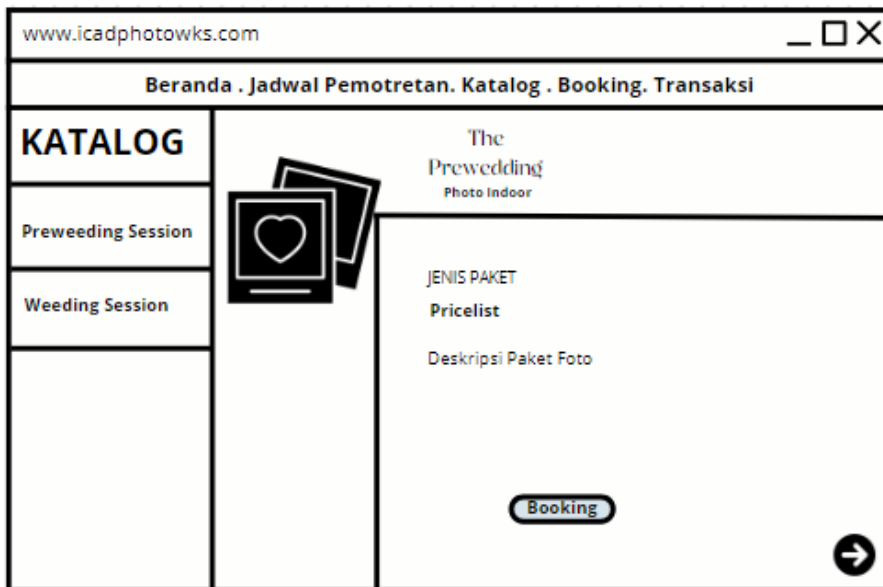 www.icadphotowks.com
Beranda . Jadwal Pemotretan. Katalog . Booking. Transaksi
KATALOG
Preweeding Session
Weeding Session
The
Prewedding
Photo Indoor
JENIS PAKET
Pricelist
Deskripsi Paket Foto
Booking